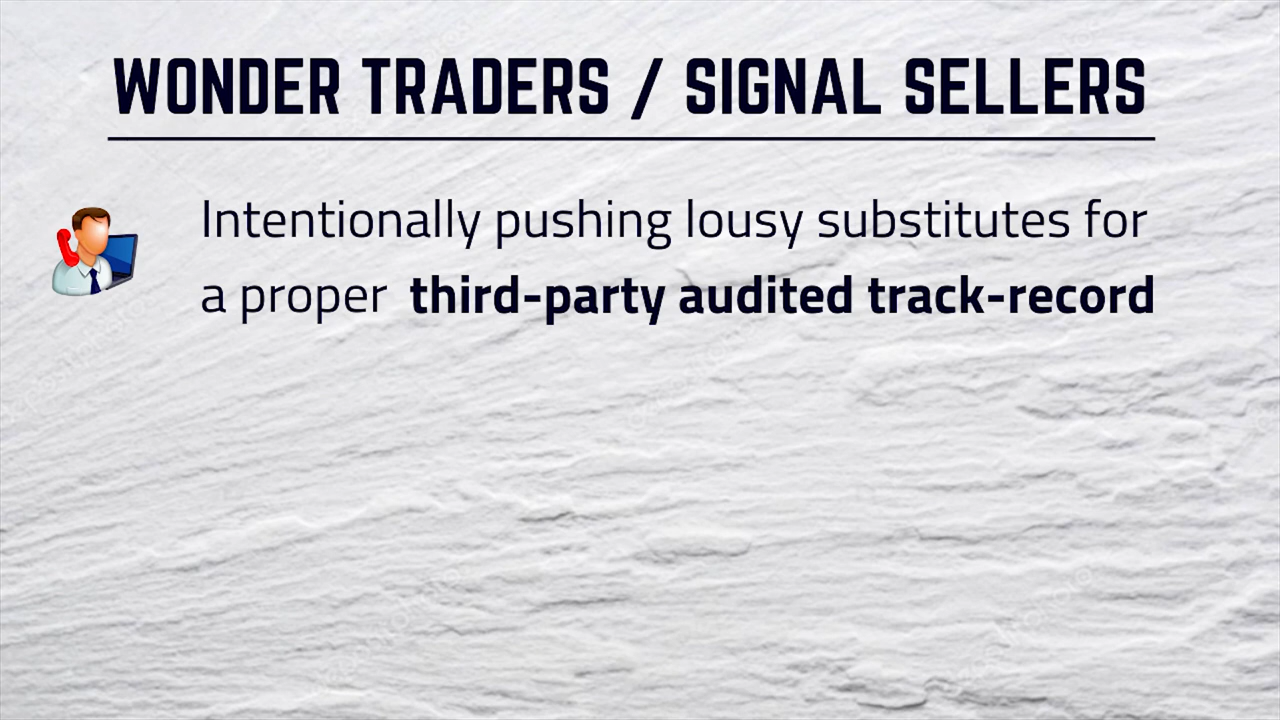 WONDER TRADERS / SIGNAL SELLERS
Intentionally pushing lousy substitutes for
a proper third-party audited track-record